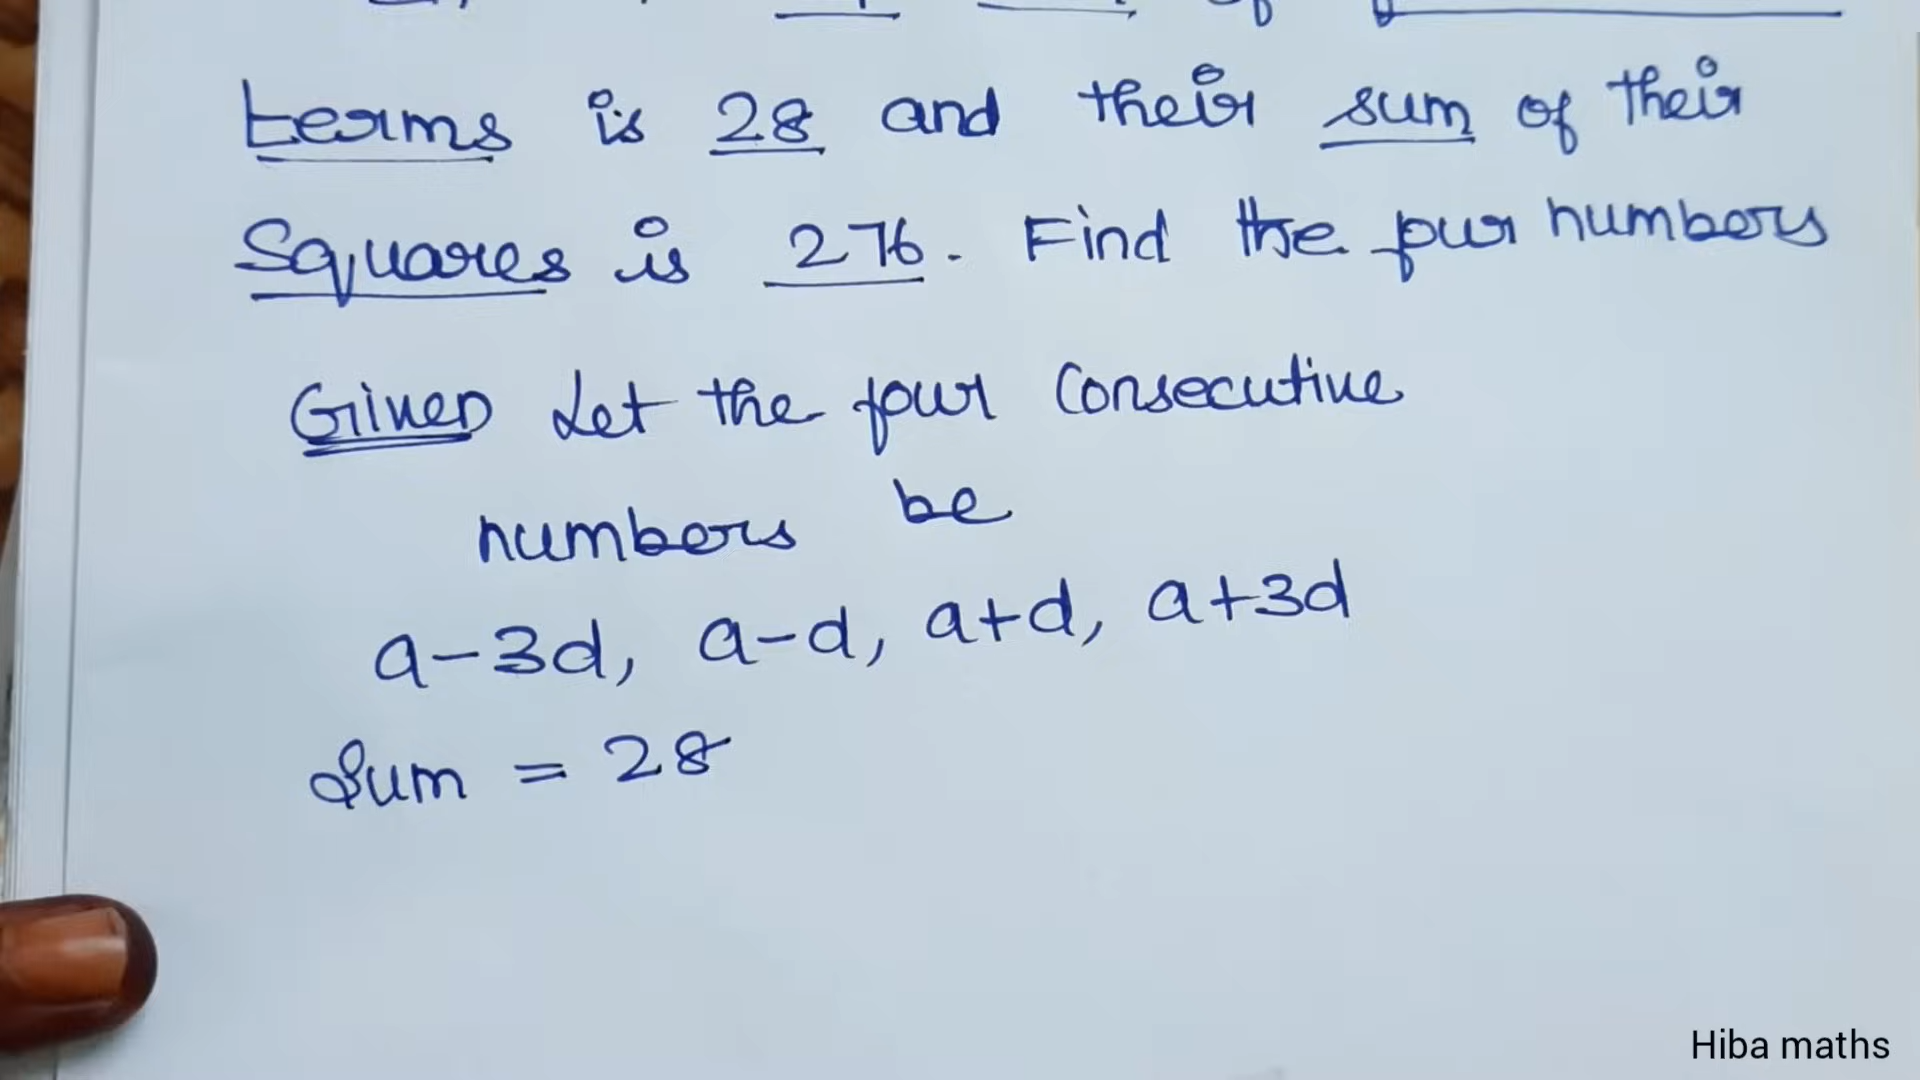 terms is 28 and their sum of their
Squares is 276. Find the four numbers
Given Let the four Consecutive
numbers be
a-3d, a-d, a+d, a+3d
Sum = 28
Hiba maths